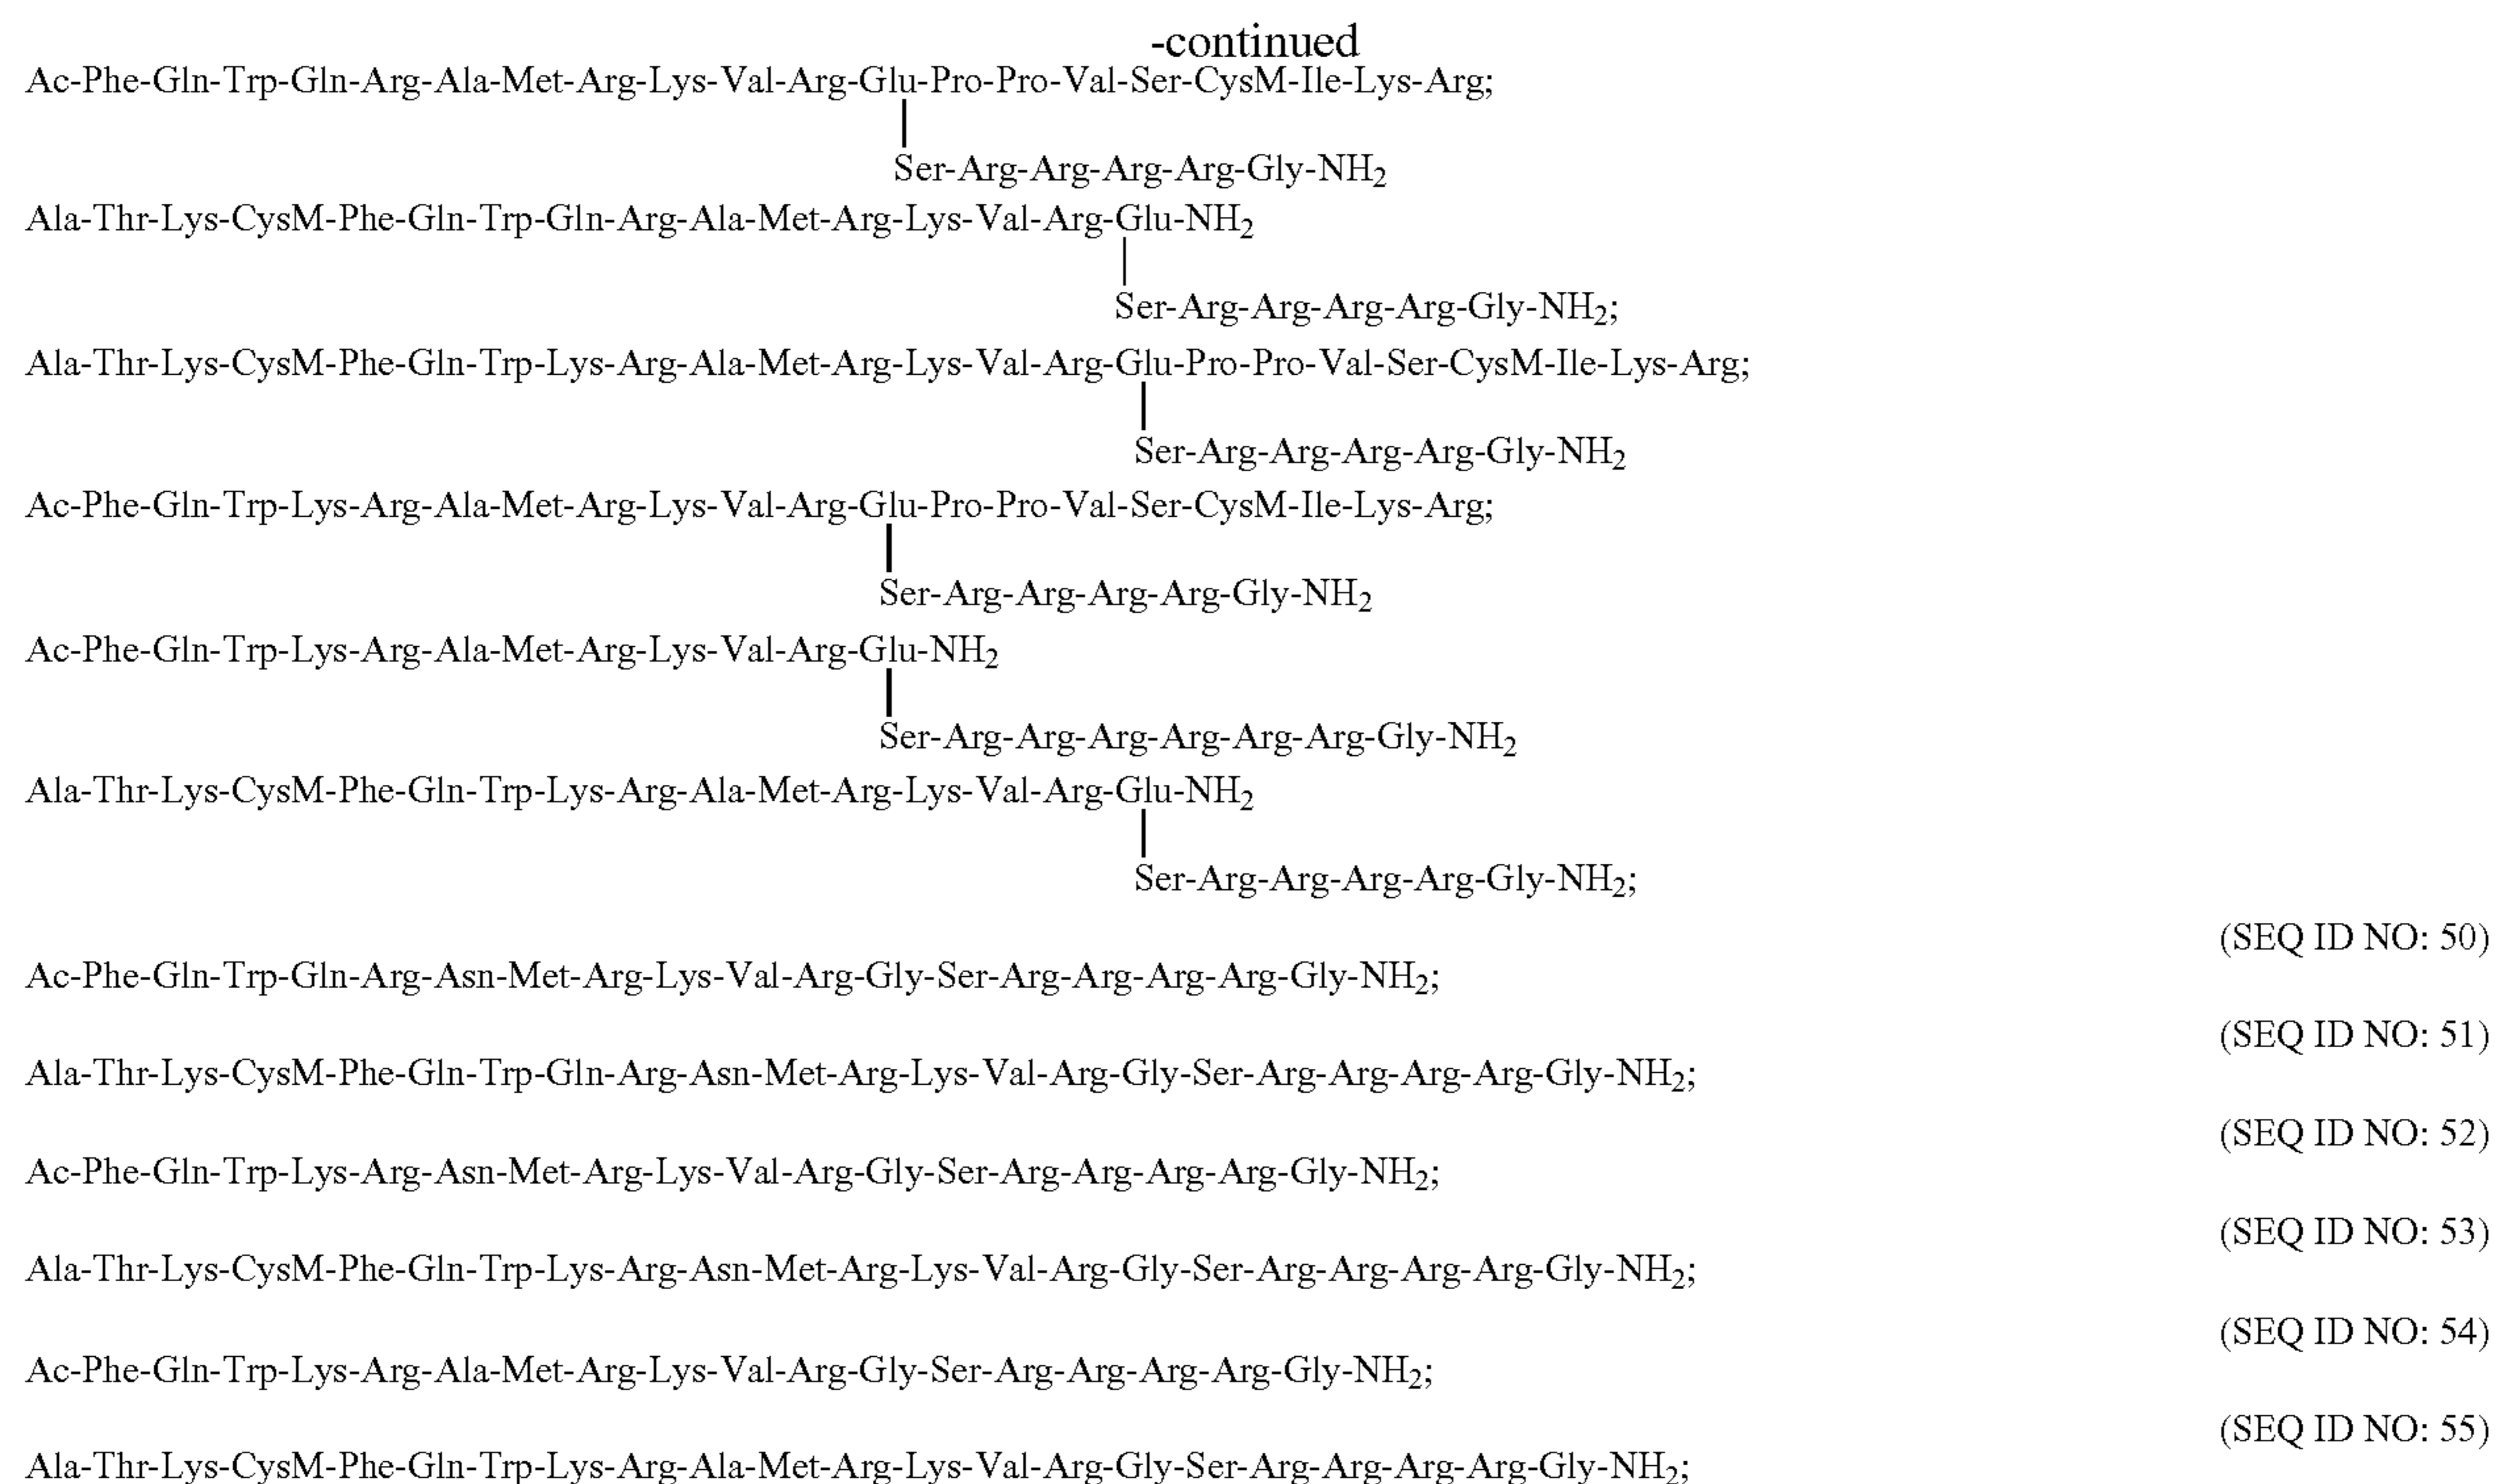 -continued
Ac-Phe-Gln-Trp-Gln-Arg-Ala-Met-Arg-Lys-Val-Arg-Glu-Pro-Pro-Val-Ser-CysM-Ile-Lys-Arg;
Ser-Arg-Arg-Arg-Arg-Gly-NH₂
Ala-Thr-Lys-CysM-Phe-Gln-Trp-Gln-Arg-Ala-Met-Arg-Lys-Val-Arg-Glu-NH₂
Ser-Arg-Arg-Arg-Arg-Gly-NH₂;
Ala-Thr-Lys-CysM-Phe-Gln-Trp-Lys-Arg-Ala-Met-Arg-Lys-Val-Arg-Glu-Pro-Pro-Val-Ser-CysM-Ile-Lys-Arg;
Ser-Arg-Arg-Arg-Arg-Gly-NH₂
Ac-Phe-Gln-Trp-Lys-Arg-Ala-Met-Arg-Lys-Val-Arg-Glu-Pro-Pro-Val-Ser-CysM-Ile-Lys-Arg;
Ser-Arg-Arg-Arg-Arg-Gly-NH₂
Ac-Phe-Gln-Trp-Lys-Arg-Ala-Met-Arg-Lys-Val-Arg-Glu-NH₂
Ser-Arg-Arg-Arg-Arg-Arg-Arg-Gly-NH₂
Ala-Thr-Lys-CysM-Phe-Gln-Trp-Lys-Arg-Ala-Met-Arg-Lys-Val-Arg-Glu-NH₂
Ser-Arg-Arg-Arg-Arg-Gly-NH₂;
(SEQ ID NO: 50)
Ac-Phe-Gln-Trp-Gln-Arg-Asn-Met-Arg-Lys-Val-Arg-Gly-Ser-Arg-Arg-Arg-Arg-Gly-NH₂;
(SEQ ID NO: 51)
Ala-Thr-Lys-CysM-Phe-Gln-Trp-Gln-Arg-Asn-Met-Arg-Lys-Val-Arg-Gly-Ser-Arg-Arg-Arg-Arg-Gly-NH₂;
(SEQ ID NO: 52)
Ac-Phe-Gln-Trp-Lys-Arg-Asn-Met-Arg-Lys-Val-Arg-Gly-Ser-Arg-Arg-Arg-Arg-Gly-NH₂;
(SEQ ID NO: 53)
Ala-Thr-Lys-CysM-Phe-Gln-Trp-Lys-Arg-Asn-Met-Arg-Lys-Val-Arg-Gly-Ser-Arg-Arg-Arg-Arg-Gly-NH₂;
(SEQ ID NO: 54)
Ac-Phe-Gln-Trp-Lys-Arg-Ala-Met-Arg-Lys-Val-Arg-Gly-Ser-Arg-Arg-Arg-Arg-Gly-NH₂;
(SEQ ID NO: 55)
Ala-Thr-Lys-CysM-Phe-Gln-Trp-Lys-Arg-Ala-Met-Arg-Lys-Val-Arg-Gly-Ser-Arg-Arg-Arg-Arg-Gly-NH₂;